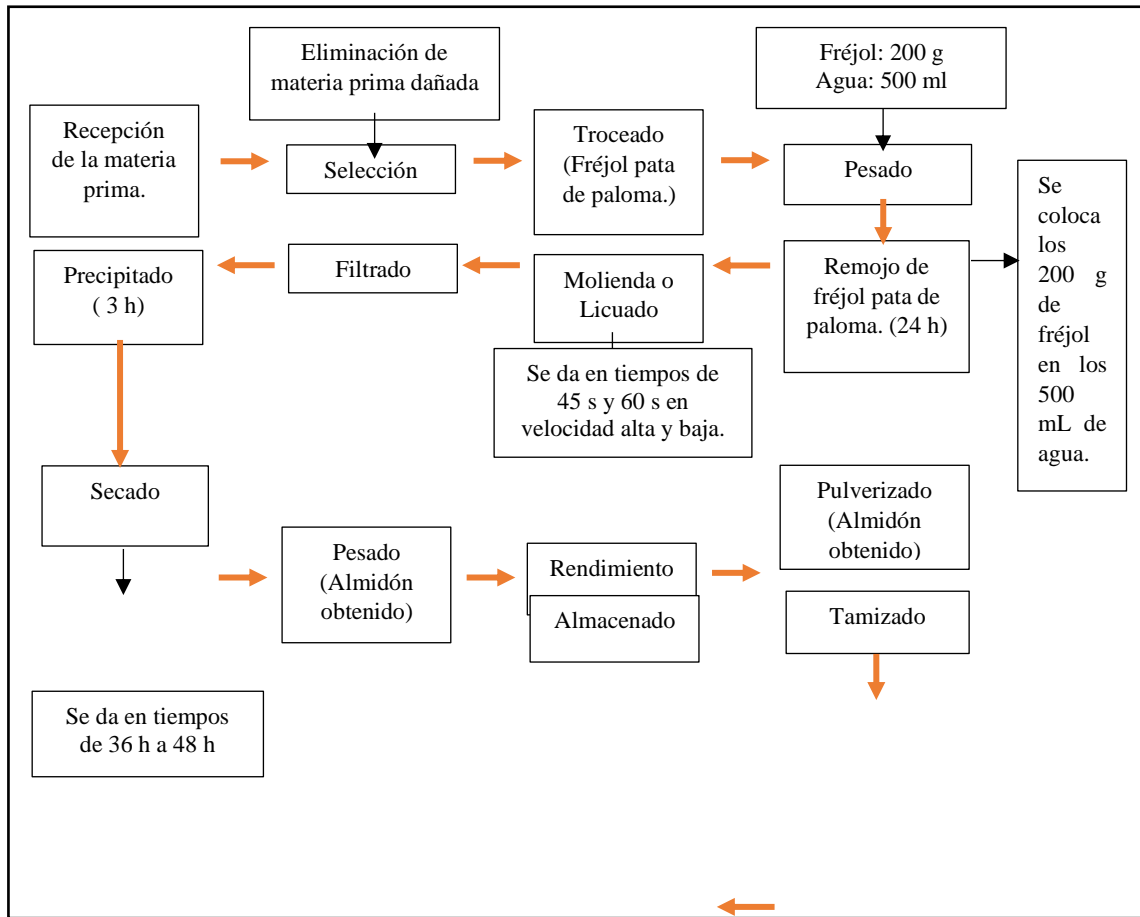 Eliminación de
materia prima dañada
Fréjol: 200 g
Agua: 500 ml
Recepción
de la materia
prima.
Selección
Troceado
(Fréjol pata
de paloma.)
Pesado
Se
coloca
los
200 g
de
fréjol
en los
500
mL de
agua.
Remojo de
fréjol pata de
paloma. (24 h)
Molienda o
Licuado
Se da en tiempos de
45 s y 60 s en
velocidad alta y baja.
Filtrado
Precipitado
( 3 h)
Secado
Se da en tiempos
de 36 h a 48 h
Pesado
(Almidón
obtenido)
Rendimiento
Pulverizado
(Almidón
obtenido)
Tamizado
Almacenado